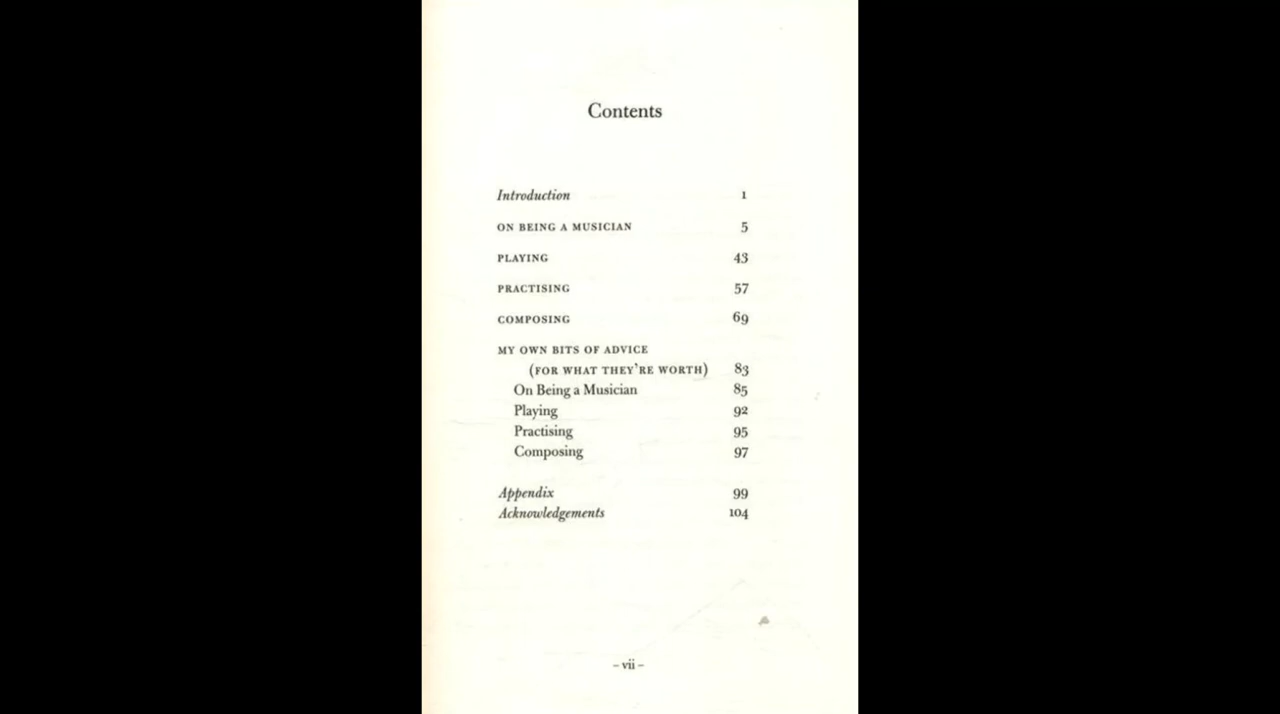 Contents
Introduction 1
ON BEING A MUSICIAN 5
PLAYING 43
PRACTISING 57
COMPOSING 69
MY OWN BITS OF ADVICE
(FOR WHAT THEY'RE WORTH) 83
On Being a Musician 85
Playing 92
Practising 95
Composing 97
Appendix 99
Acknowledgements 104
– vii –